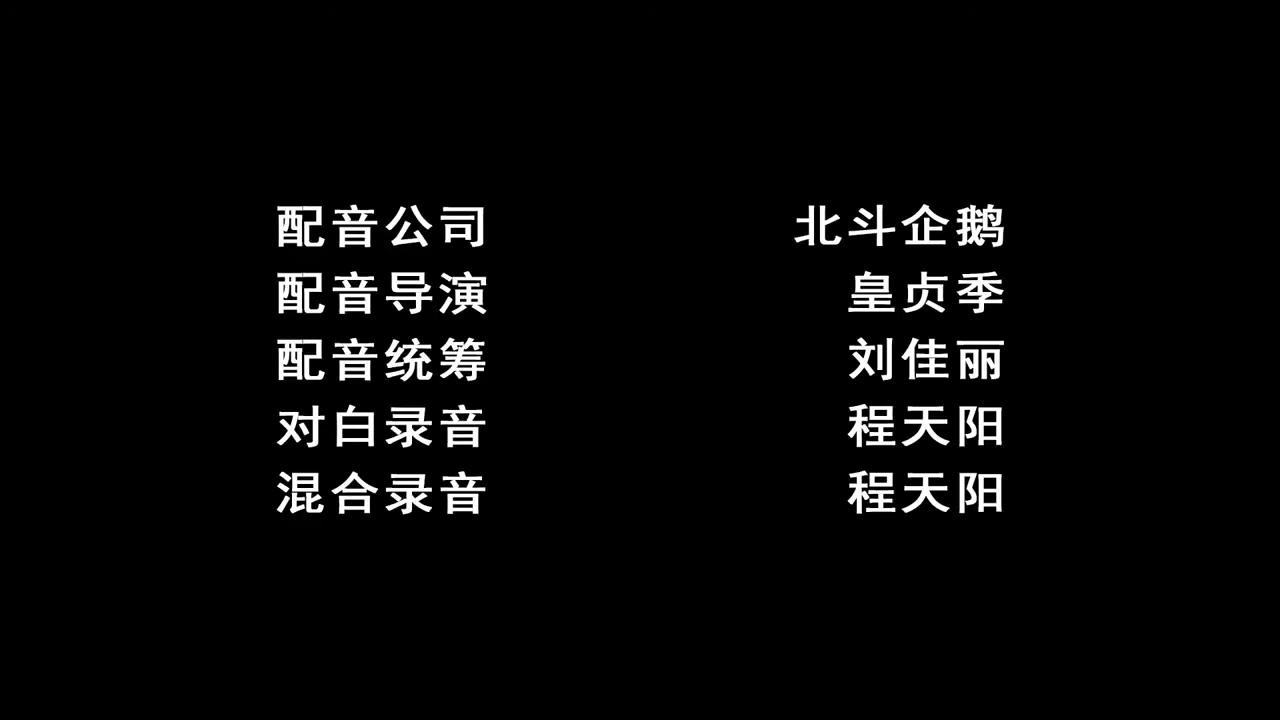 配音公司 北斗企鹅
配音导演 皇贞季
配音统筹 刘佳丽
对白录音 程天阳
混合录音 程天阳